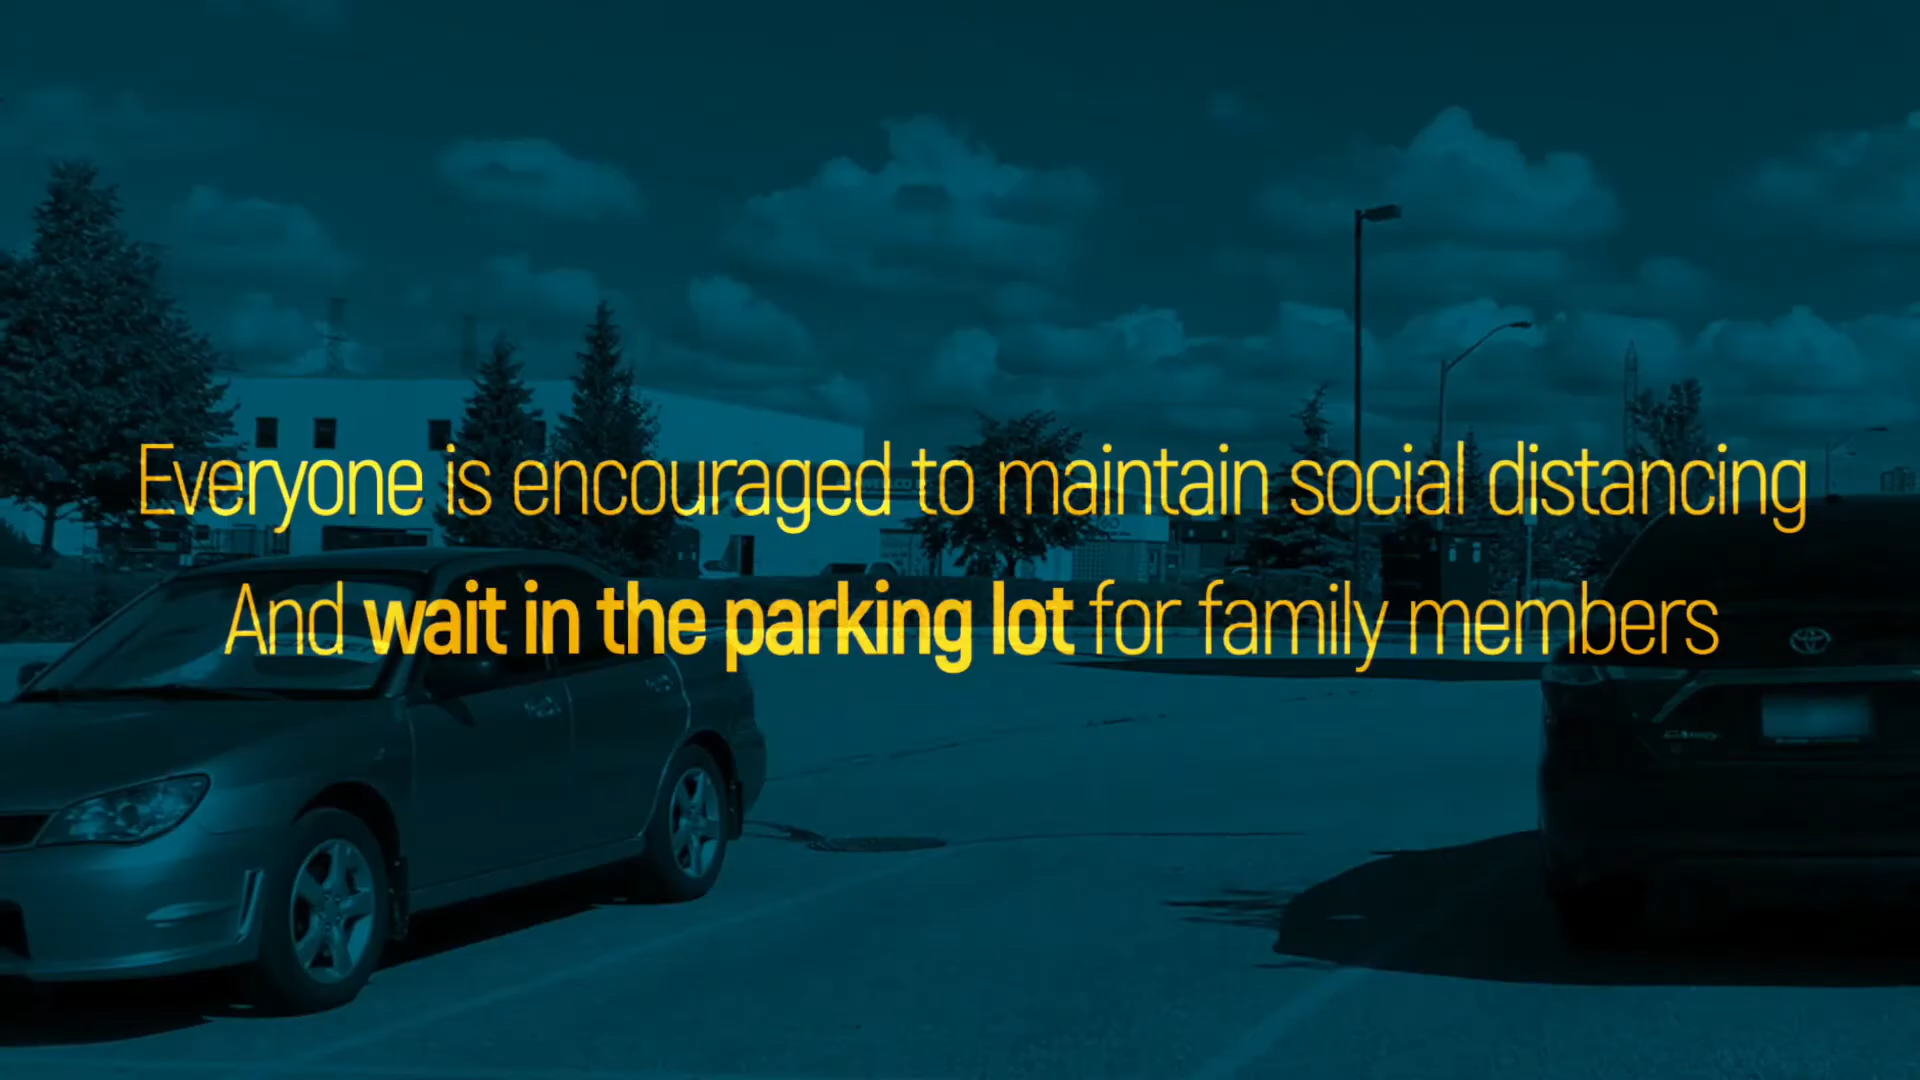 Everyone is encouraged to maintain social distancing
And wait in the parking lot for family members